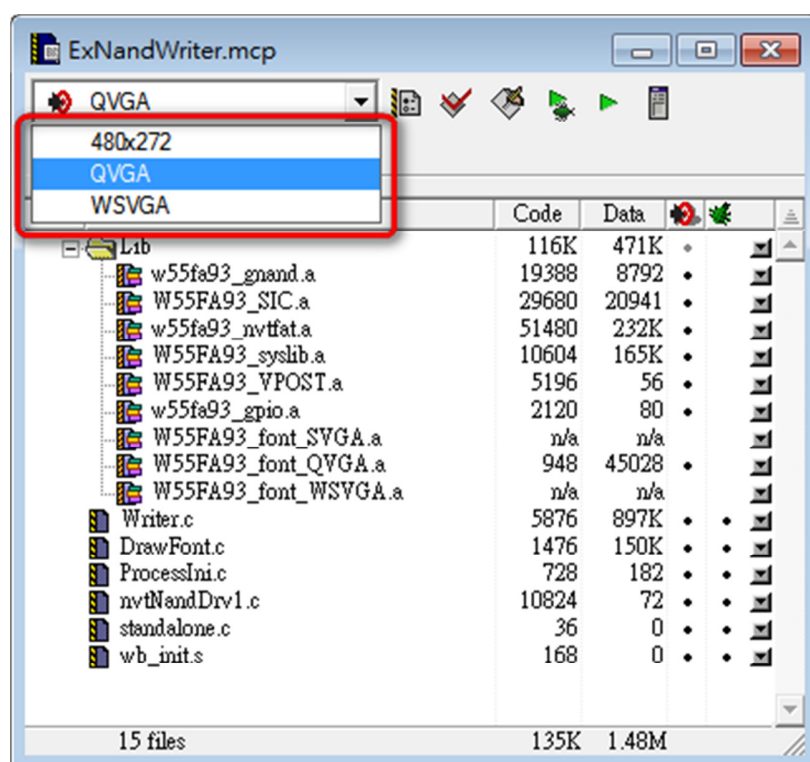 ExNandWriter.mcp
QVGA
480x272
QVGA
WSVGA
Code Data
Lib 116K 471K
w55fa93_gnand.a 19388 8792
W55FA93_SIC.a 29680 20941
w55fa93_nvtfat.a 51480 232K
W55FA93_syslib.a 10604 165K
W55FA93_VPOST.a 5196 56
w55fa93_gpio.a 2120 80
W55FA93_font_SVGA.a n/a n/a
W55FA93_font_QVGA.a 948 45028
W55FA93_font_WSVGA.a n/a n/a
Writer.c 5876 897K
DrawFont.c 1476 150K
ProcessIni.c 728 182
nvtNandDrv1.c 10824 72
standalone.c 36 0
wb_init.s 168 0
15 files 135K 1.48M